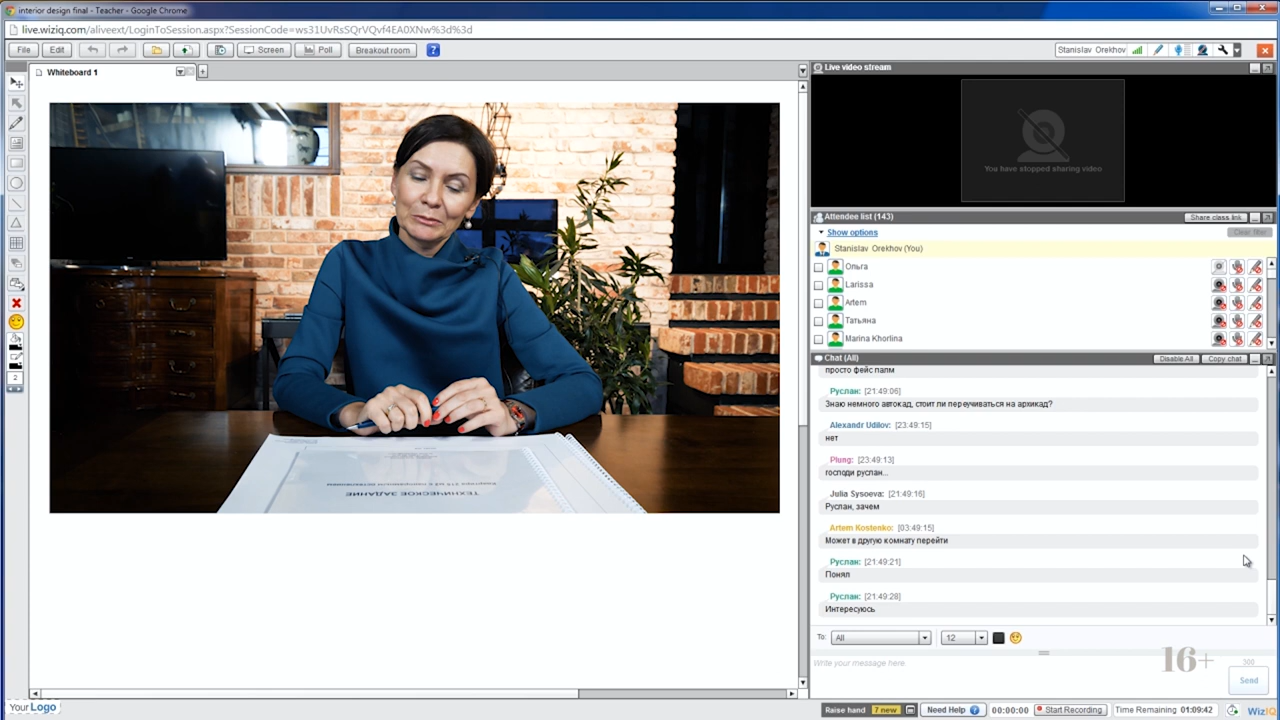 interior design final - Teacher - Google Chrome
live.wiziq.com/aliveext/LoginToSession.aspx?SessionCode=ws31UvRsSQrVQvf4EA0XNw%3d%3d
File Edit Screen Poll Breakout room ? Stanislav Orekhov
Whiteboard 1
ТЕХНИЧЕСКОЕ ЗАДАНИЕ
2
Live video stream
You have stopped sharing video
Attendee list (143) Share class link
Show options Clear filter
Stanislav Orekhov (You)
Ольга
Larissa
Artem
Татьяна
Marina Khorlina
Chat (All) Disable All Copy chat
просто фейс палм
Руслан: [21:49:06]
Знаю немного автокад, стоит ли переучиваться на архикад?
Alexandr Udilov: [23:49:15]
нет
Plung: [23:49:13]
господи руслан...
Julia Sysoeva: [21:49:16]
Руслан, зачем
Artem Kostenko: [03:49:15]
Может в другую комнату перейти
Руслан: [21:49:21]
Понял
Руслан: [21:49:28]
Интересуюсь
To: All 12
Write your message here
16+
300
Send
Your Logo
Raise hand 7 new Need Help ? 00:00:00 Start Recording Time Remaining 01:09:42 WizIQ